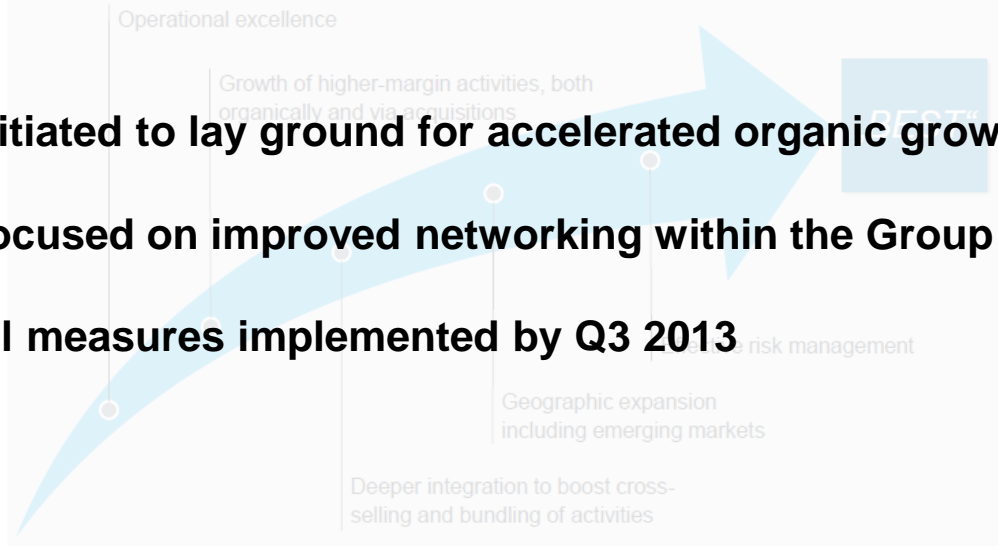 Operational excellence
Growth of higher-margin activities, both
organically and via acquisitions
itiated to lay ground for accelerated organic grow
BEST“
ocused on improved networking within the Group
l measures implemented by Q3 2013
Effective risk management
Geographic expansion
including emerging markets
Deeper integration to boost cross-
selling and bundling of activities